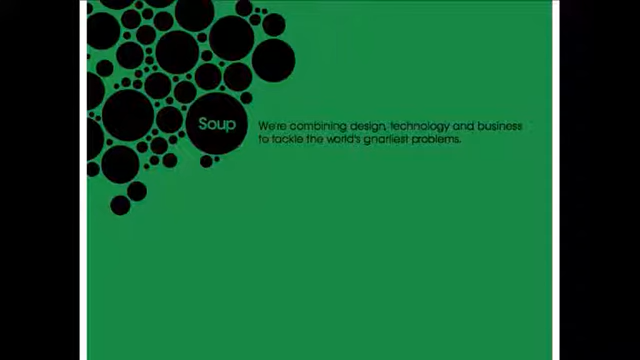 Soup
We're combining design, technology and business
to tackle the world's gnarliest problems.